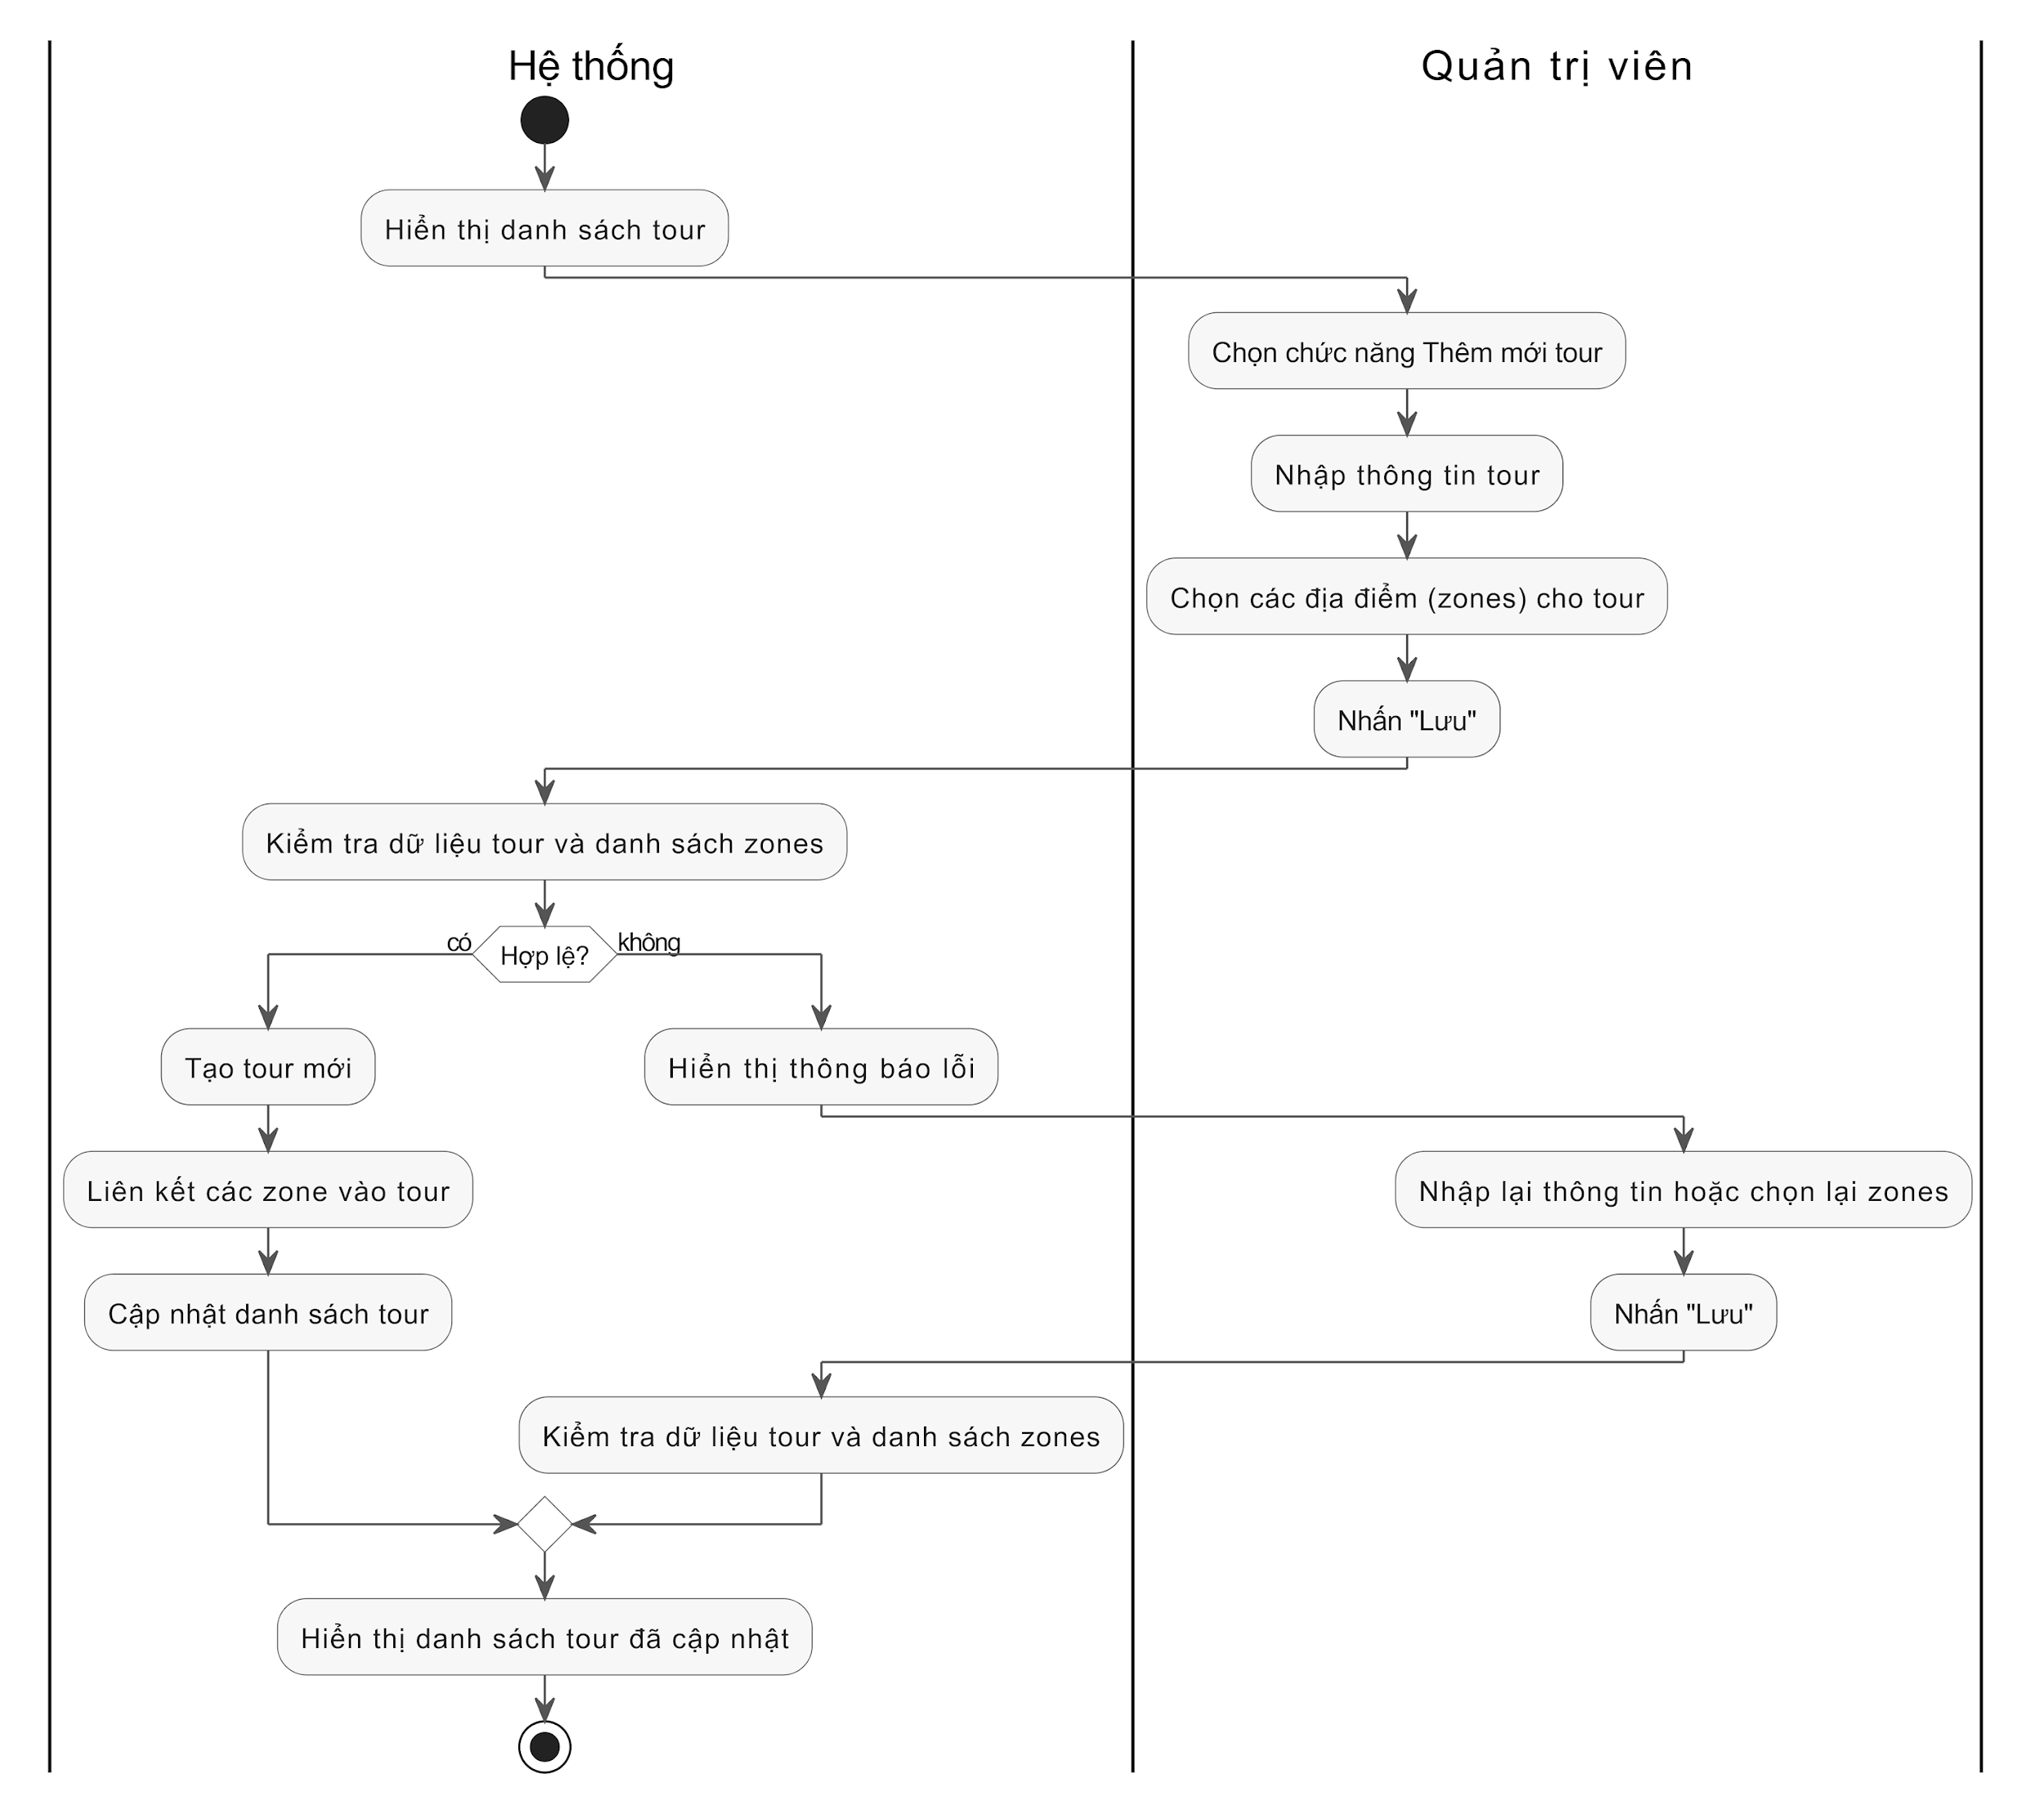 Hệ thống
Quản trị viên
Hiển thị danh sách tour
Chọn chức năng Thêm mới tour
Nhập thông tin tour
Chọn các địa điểm (zones) cho tour
Nhấn "Lưu"
Kiểm tra dữ liệu tour và danh sách zones
có
Hợp lệ?
không
Tạo tour mới
Hiển thị thông báo lỗi
Liên kết các zone vào tour
Nhập lại thông tin hoặc chọn lại zones
Cập nhật danh sách tour
Nhấn "Lưu"
Kiểm tra dữ liệu tour và danh sách zones
Hiển thị danh sách tour đã cập nhật